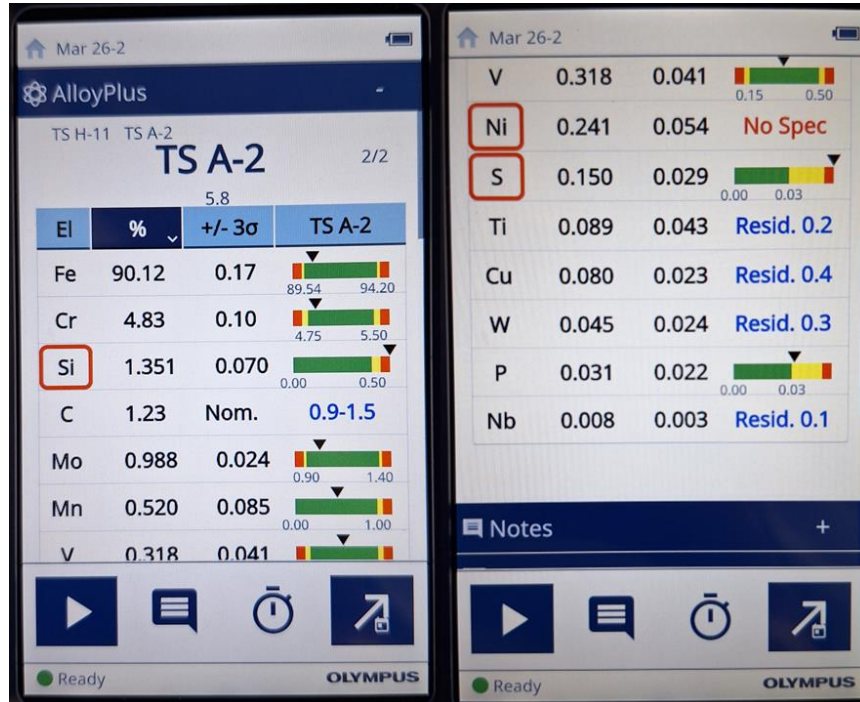 Mar 26-2
AlloyPlus -
TS H-11 TS A-2
TS A-2 2/2
5.8
El % +/- 3σ TS A-2
Fe 90.12 0.17
89.54 94.20
Cr 4.83 0.10
4.75 5.50
Si 1.351 0.070
0.00 0.50
C 1.23 Nom. 0.9-1.5
Mo 0.988 0.024
0.90 1.40
Mn 0.520 0.085
0.00 1.00
V 0.318 0.041
Ready OLYMPUS
Mar 26-2
V 0.318 0.041
0.15 0.50
Ni 0.241 0.054 No Spec
S 0.150 0.029
0.00 0.03
Ti 0.089 0.043 Resid. 0.2
Cu 0.080 0.023 Resid. 0.4
W 0.045 0.024 Resid. 0.3
P 0.031 0.022
0.00 0.03
Nb 0.008 0.003 Resid. 0.1
Notes +
Ready OLYMPUS